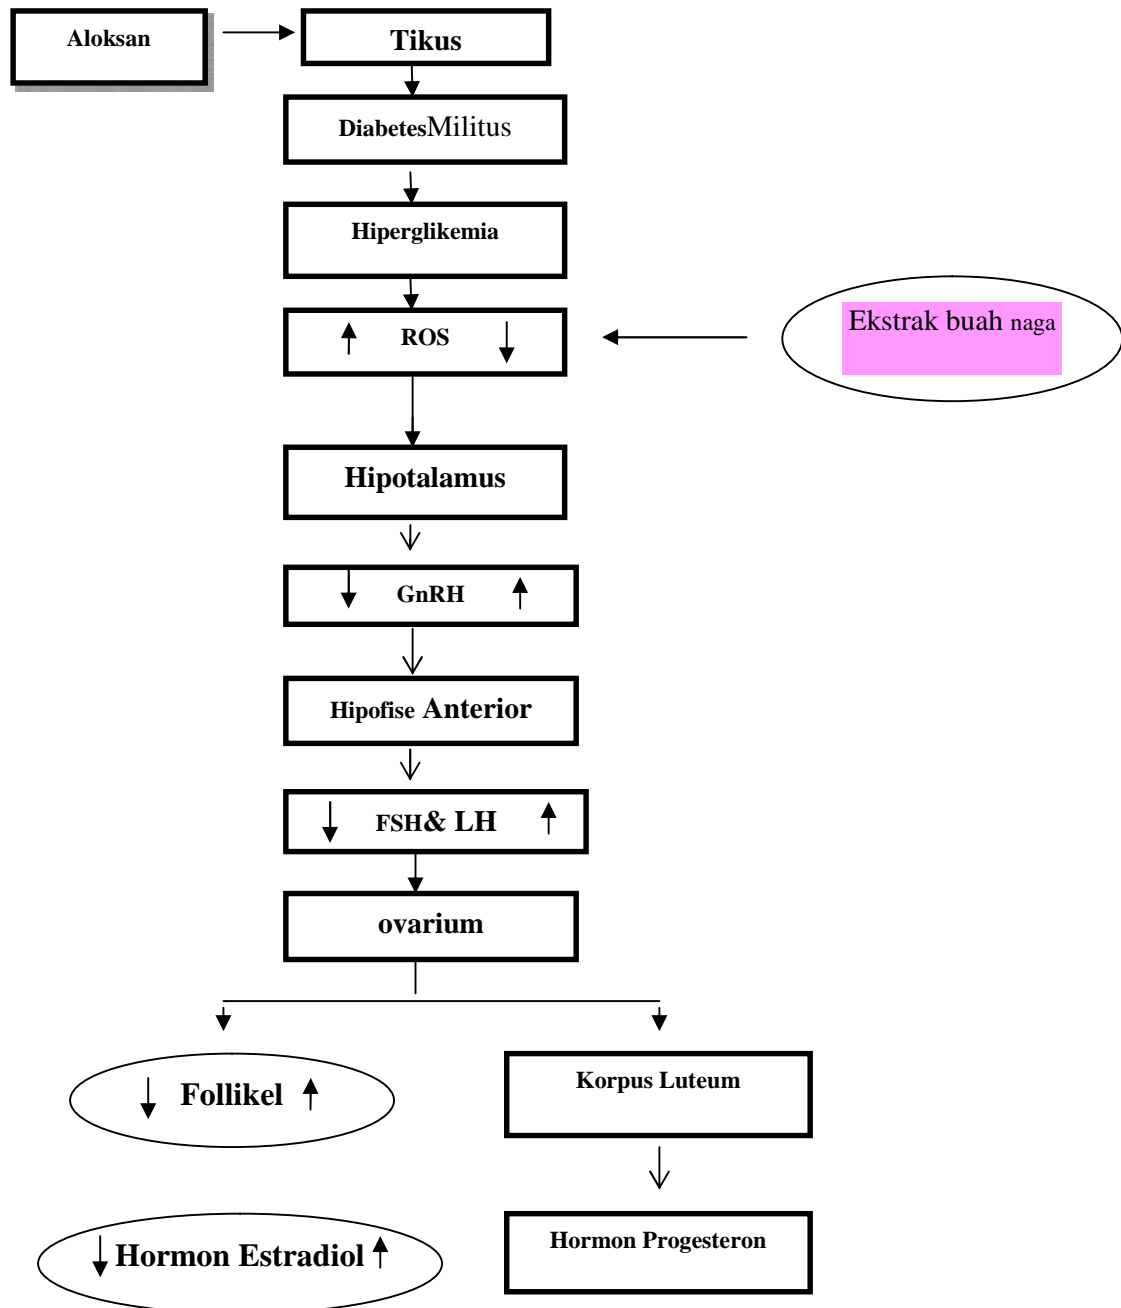 Aloksan
Tikus
DiabetesMilitus
Hiperglikemia
ROS
Ekstrak buah naga
Hipotalamus
GnRH
Hipofise Anterior
FSH& LH
ovarium
Follikel
Korpus Luteum
Hormon Estradiol
Hormon Progesteron